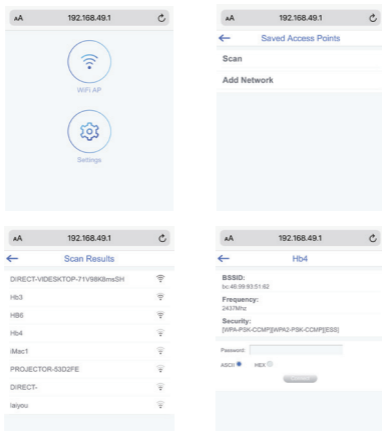 AA 192.168.49.1
WiFi AP
Settings
AA 192.168.49.1
Saved Access Points
Scan
Add Network
AA 192.168.49.1
Scan Results
DIRECT-VIDESKTOP-71V98K8msSH
Hb3
HB6
Hb4
iMac1
PROJECTOR-53D2FE
DIRECT-
laiyou
AA 192.168.49.1
Hb4
BSSID:
bc:46:99:93:51:62
Frequency:
2437Mhz
Security:
[WPA-PSK-CCMP][WPA2-PSK-CCMP][ESS]
Password:
ASCII HEX